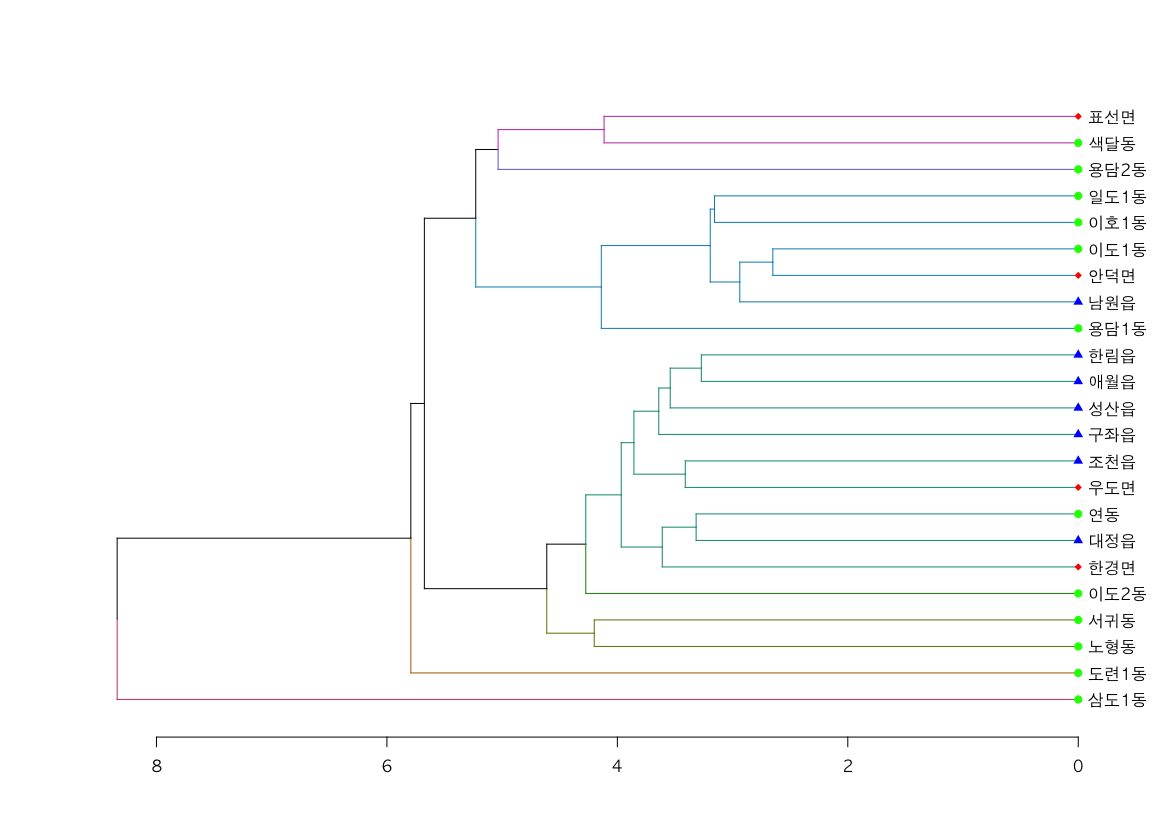 표선면
색달동
용담2동
일도1동
이호1동
이도1동
안덕면
남원읍
용담1동
한림읍
애월읍
성산읍
구좌읍
조천읍
우도면
연동
대정읍
한경면
이도2동
서귀동
노형동
도련1동
삼도1동
8 6 4 2 0